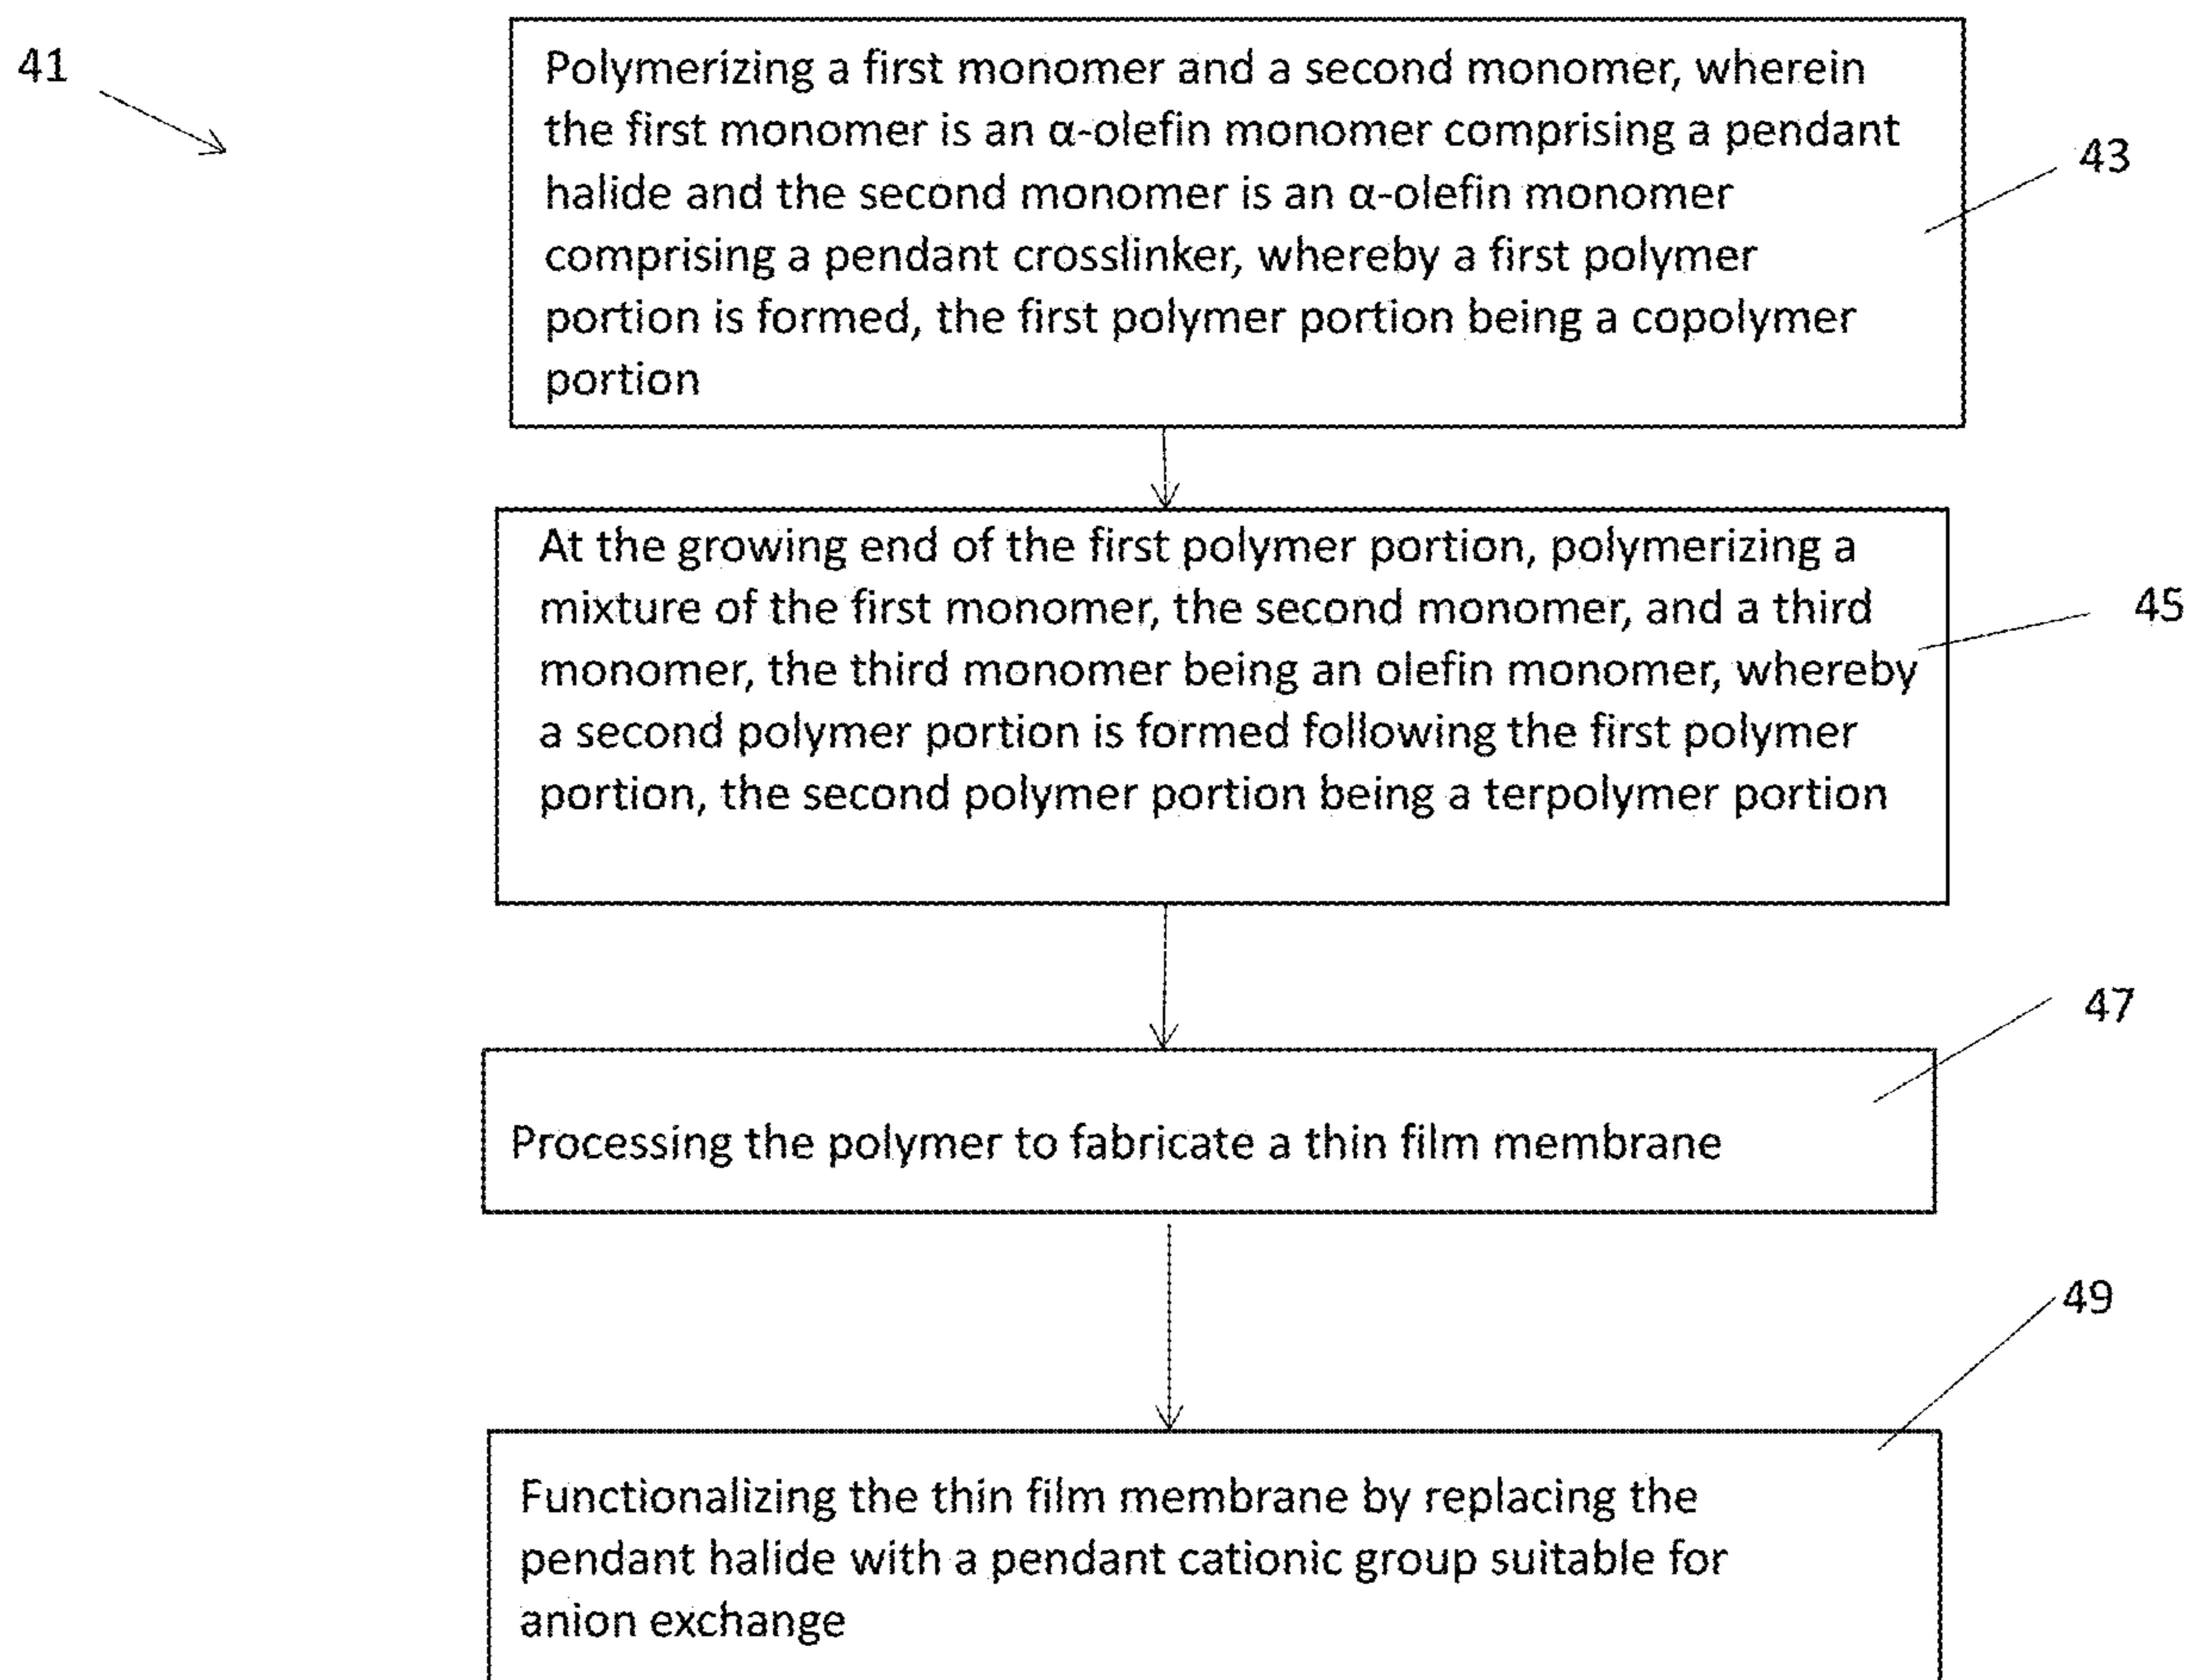 41
Polymerizing a first monomer and a second monomer, wherein
the first monomer is an α-olefin monomer comprising a pendant
halide and the second monomer is an α-olefin monomer
comprising a pendant crosslinker, whereby a first polymer
portion is formed, the first polymer portion being a copolymer
portion
43
At the growing end of the first polymer portion, polymerizing a
mixture of the first monomer, the second monomer, and a third
monomer, the third monomer being an olefin monomer, whereby
a second polymer portion is formed following the first polymer
portion, the second polymer portion being a terpolymer portion
45
Processing the polymer to fabricate a thin film membrane
47
Functionalizing the thin film membrane by replacing the
pendant halide with a pendant cationic group suitable for
anion exchange
49